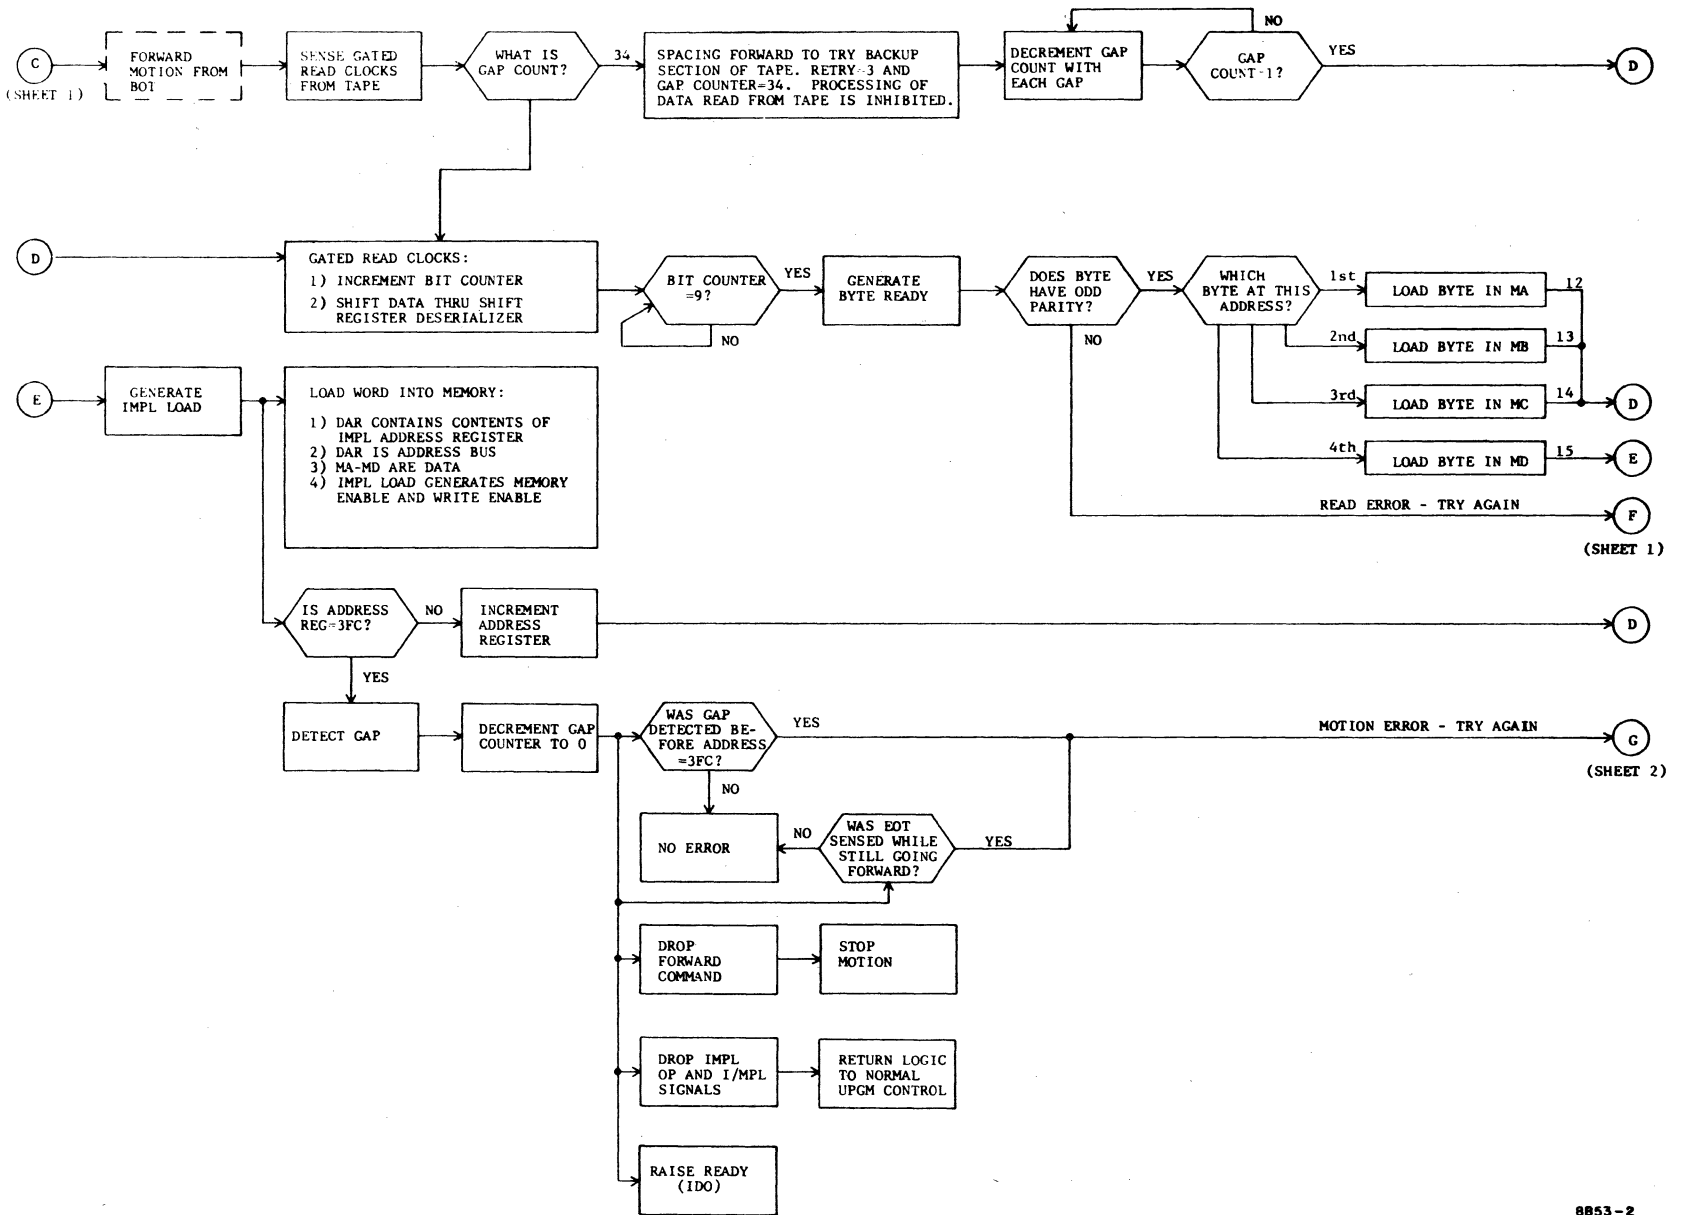 C
(SHEET 1)
FORWARD
MOTION FROM
BOT
SENSE GATED
READ CLOCKS
FROM TAPE
WHAT IS
GAP COUNT?
34
SPACING FORWARD TO TRY BACKUP
SECTION OF TAPE. RETRY=3 AND
GAP COUNTER=34. PROCESSING OF
DATA READ FROM TAPE IS INHIBITED.
DECREMENT GAP
COUNT WITH
EACH GAP
NO
GAP
COUNT=1?
YES
D
D
GATED READ CLOCKS:
1) INCREMENT BIT COUNTER
2) SHIFT DATA THRU SHIFT
REGISTER DESERIALIZER
BIT COUNTER
=9?
YES
NO
GENERATE
BYTE READY
DOES BYTE
HAVE ODD
PARITY?
YES
NO
WHICH
BYTE AT THIS
ADDRESS?
1st
LOAD BYTE IN MA
12
2nd
LOAD BYTE IN MB
13
3rd
LOAD BYTE IN MC
14
D
4th
LOAD BYTE IN MD
15
E
READ ERROR - TRY AGAIN
F
(SHEET 1)
E
GENERATE
IMPL LOAD
LOAD WORD INTO MEMORY:
1) DAR CONTAINS CONTENTS OF
IMPL ADDRESS REGISTER
2) DAR IS ADDRESS BUS
3) MA-MD ARE DATA
4) IMPL LOAD GENERATES MEMORY
ENABLE AND WRITE ENABLE
IS ADDRESS
REG=3FC?
NO
YES
INCREMENT
ADDRESS
REGISTER
D
DETECT GAP
DECREMENT GAP
COUNTER TO 0
WAS GAP
DETECTED BE-
FORE ADDRESS
=3FC?
YES
NO
MOTION ERROR - TRY AGAIN
G
(SHEET 2)
NO ERROR
NO
WAS EOT
SENSED WHILE
STILL GOING
FORWARD?
YES
DROP
FORWARD
COMMAND
STOP
MOTION
DROP IMPL
OP AND I/MPL
SIGNALS
RETURN LOGIC
TO NORMAL
UPGM CONTROL
RAISE READY
(IDO)
8853-2